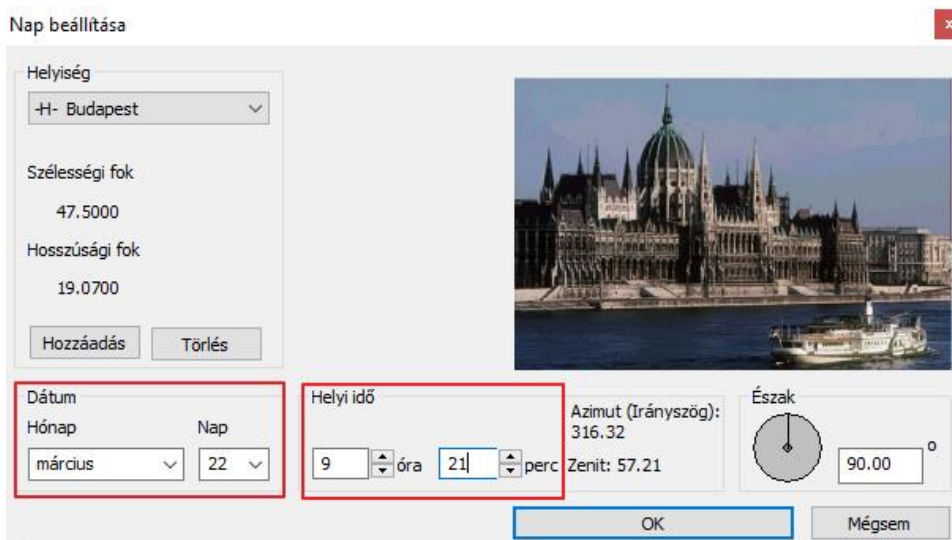 Nap beállítása
x
Helyiség
-H- Budapest
Szélességi fok
47.5000
Hosszúsági fok
19.0700
Hozzáadás
Törlés
Dátum
Hónap
Nap
március
22
Helyi idő
9
óra
21
perc
Azimut (Irányszög):
316.32
Zenit: 57.21
Észak
90.00
o
OK
Mégsem